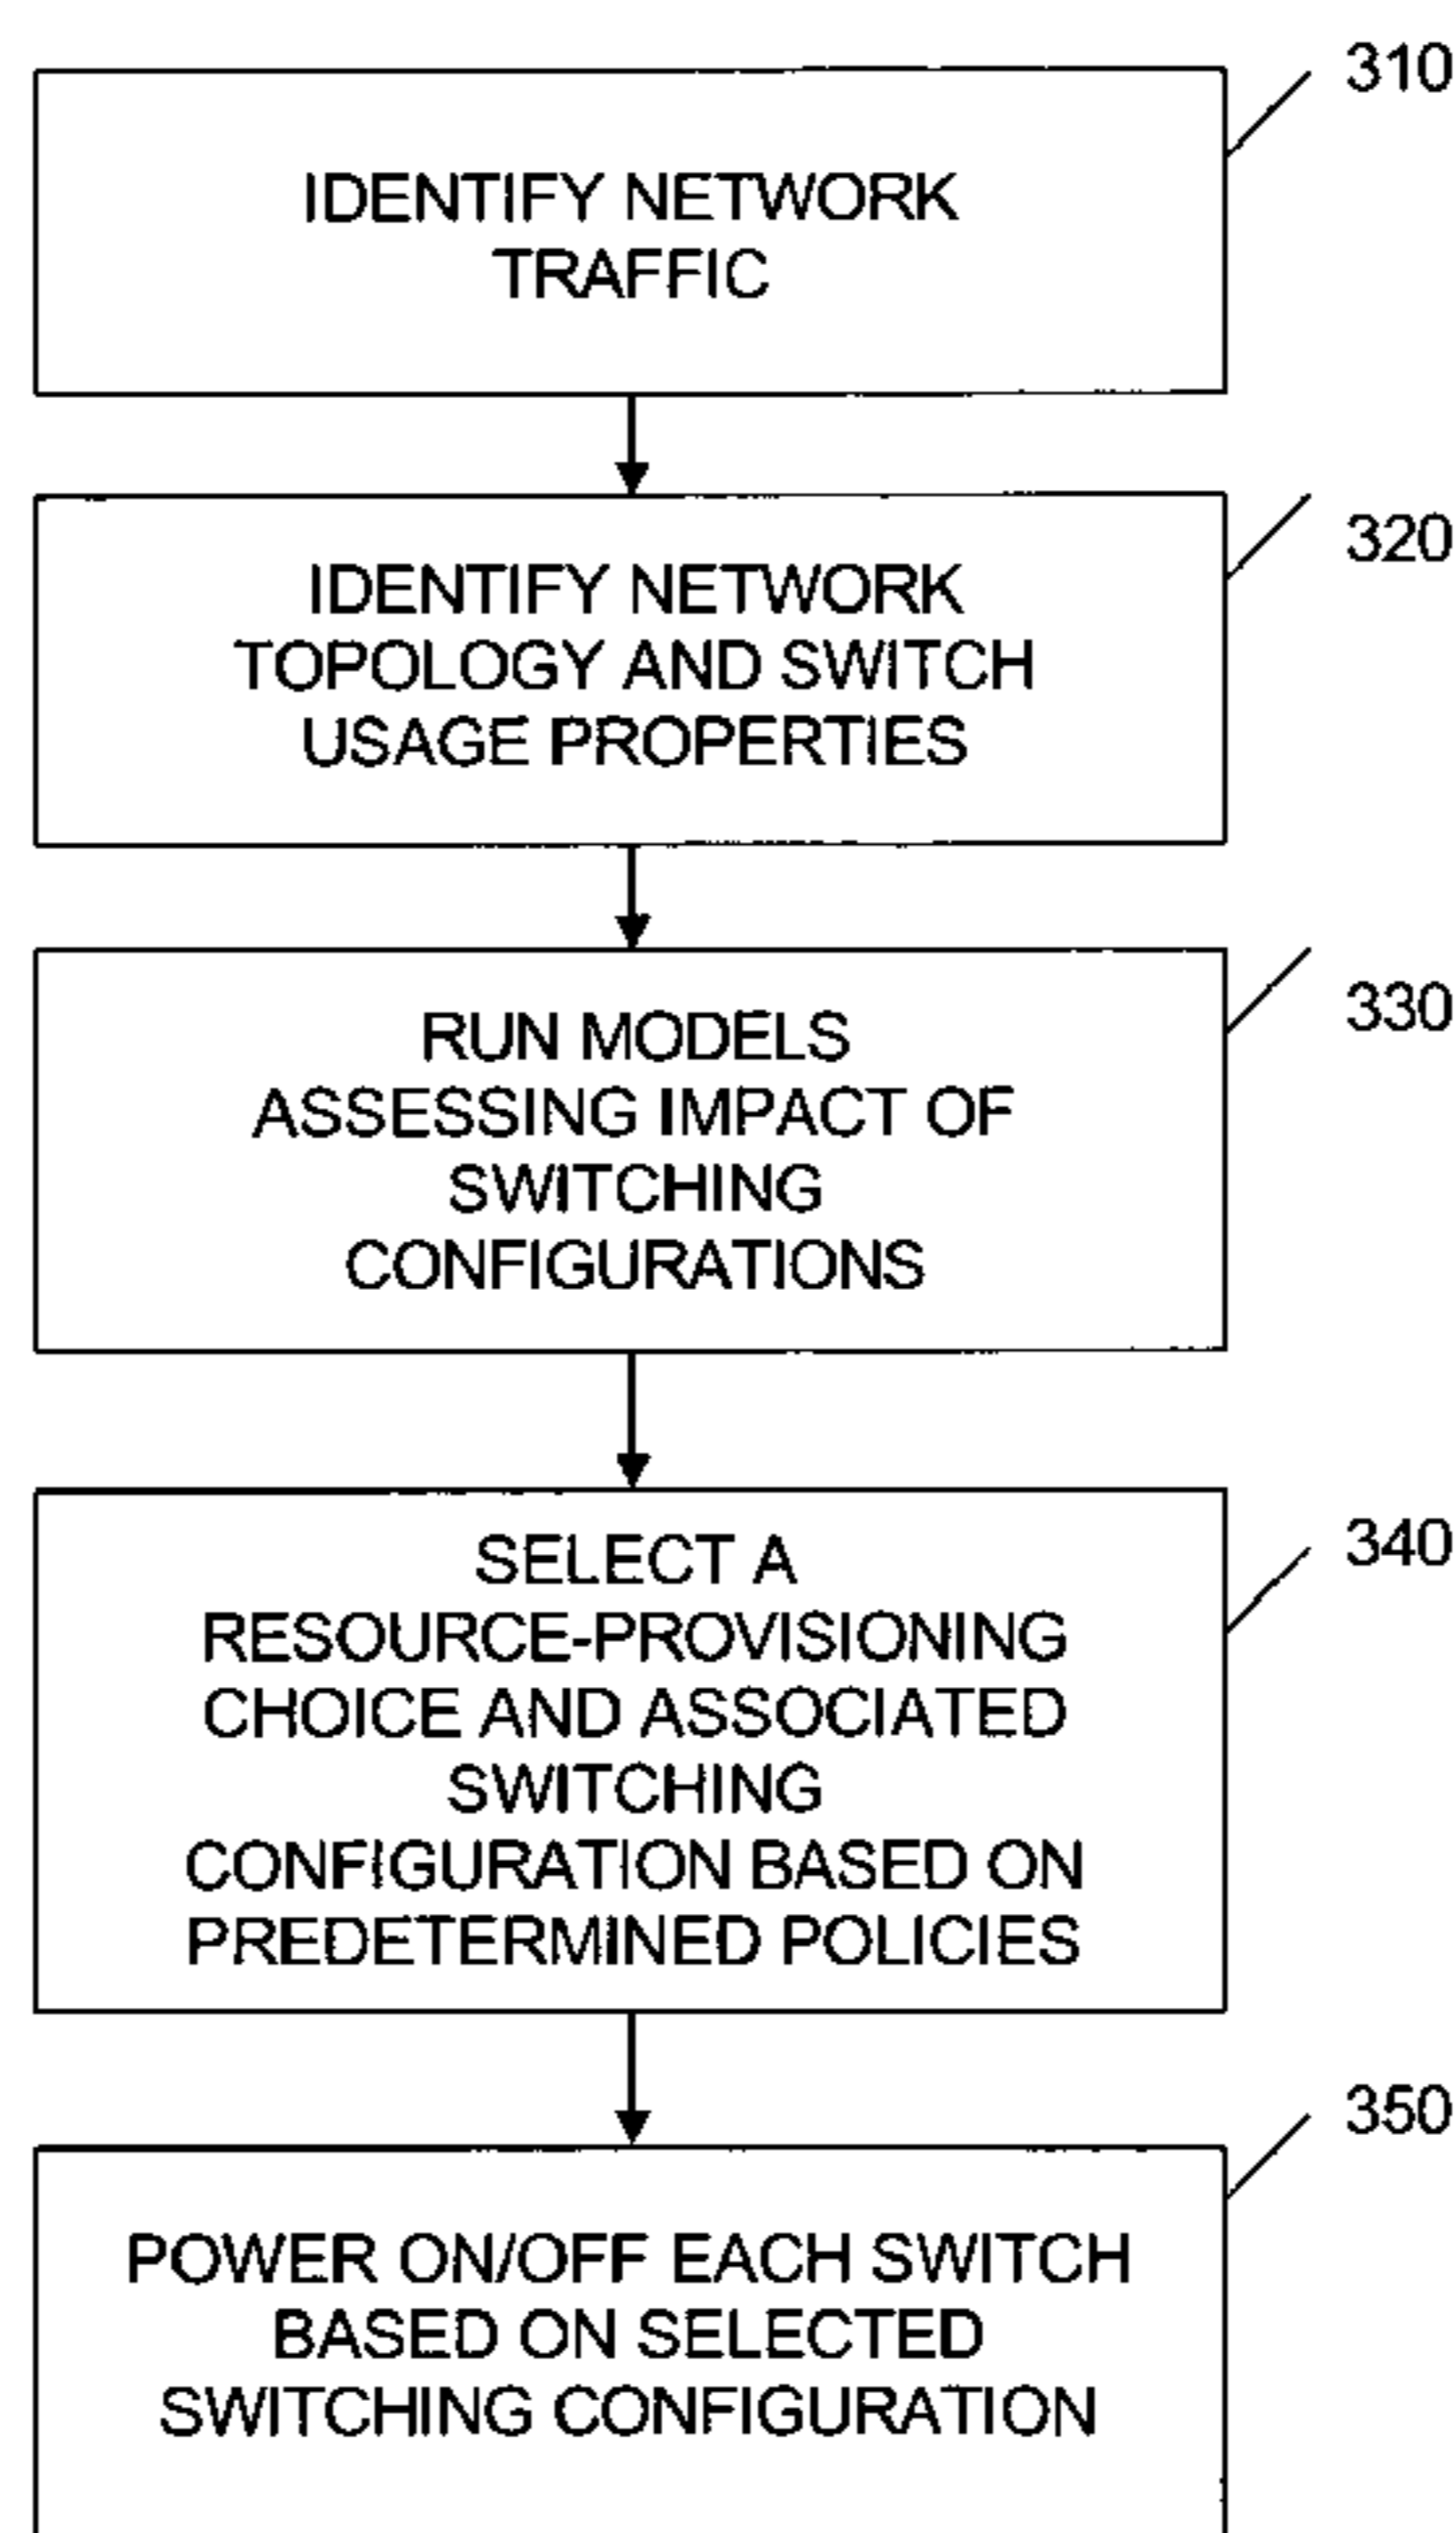 310
IDENTIFY NETWORK
TRAFFIC
320
IDENTIFY NETWORK
TOPOLOGY AND SWITCH
USAGE PROPERTIES
330
RUN MODELS
ASSESSING IMPACT OF
SWITCHING
CONFIGURATIONS
340
SELECT A
RESOURCE-PROVISIONING
CHOICE AND ASSOCIATED
SWITCHING
CONFIGURATION BASED ON
PREDETERMINED POLICIES
350
POWER ON/OFF EACH SWITCH
BASED ON SELECTED
SWITCHING CONFIGURATION